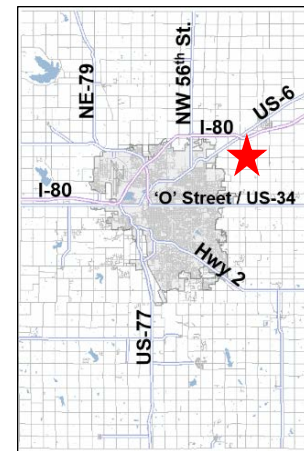 NE-79
NW 56th St.
US-6
I-80
I-80
'O' Street / US-34
Hwy 2
US-77